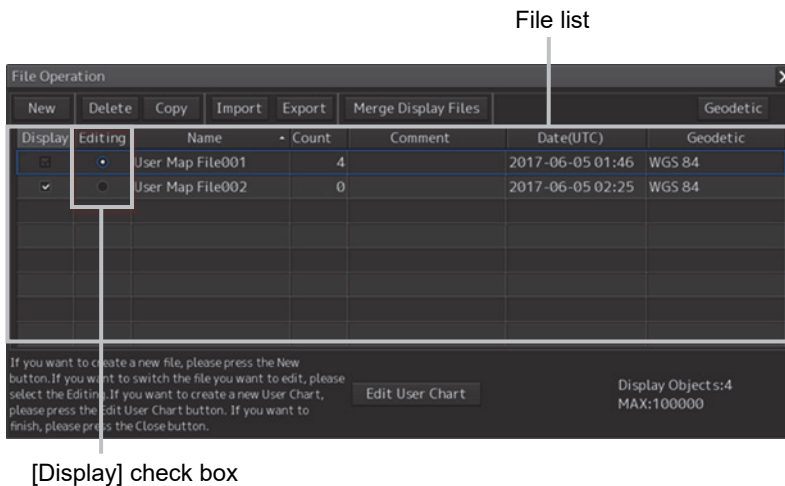 File list
File Operation X
New Delete Copy Import Export Merge Display Files Geodetic
Display Editing Name Count Comment Date(UTC) Geodetic
User Map File001 4 2017-06-05 01:46 WGS 84
User Map File002 0 2017-06-05 02:25 WGS 84
If you want to create a new file, please press the New
button.If you want to switch the file you want to edit, please
select the Editing.If you want to create a new User Chart,
please press the Edit User Chart button. If you want to
finish, please press the Close button.
Edit User Chart
Display Objects:4
MAX:100000
[Display] check box